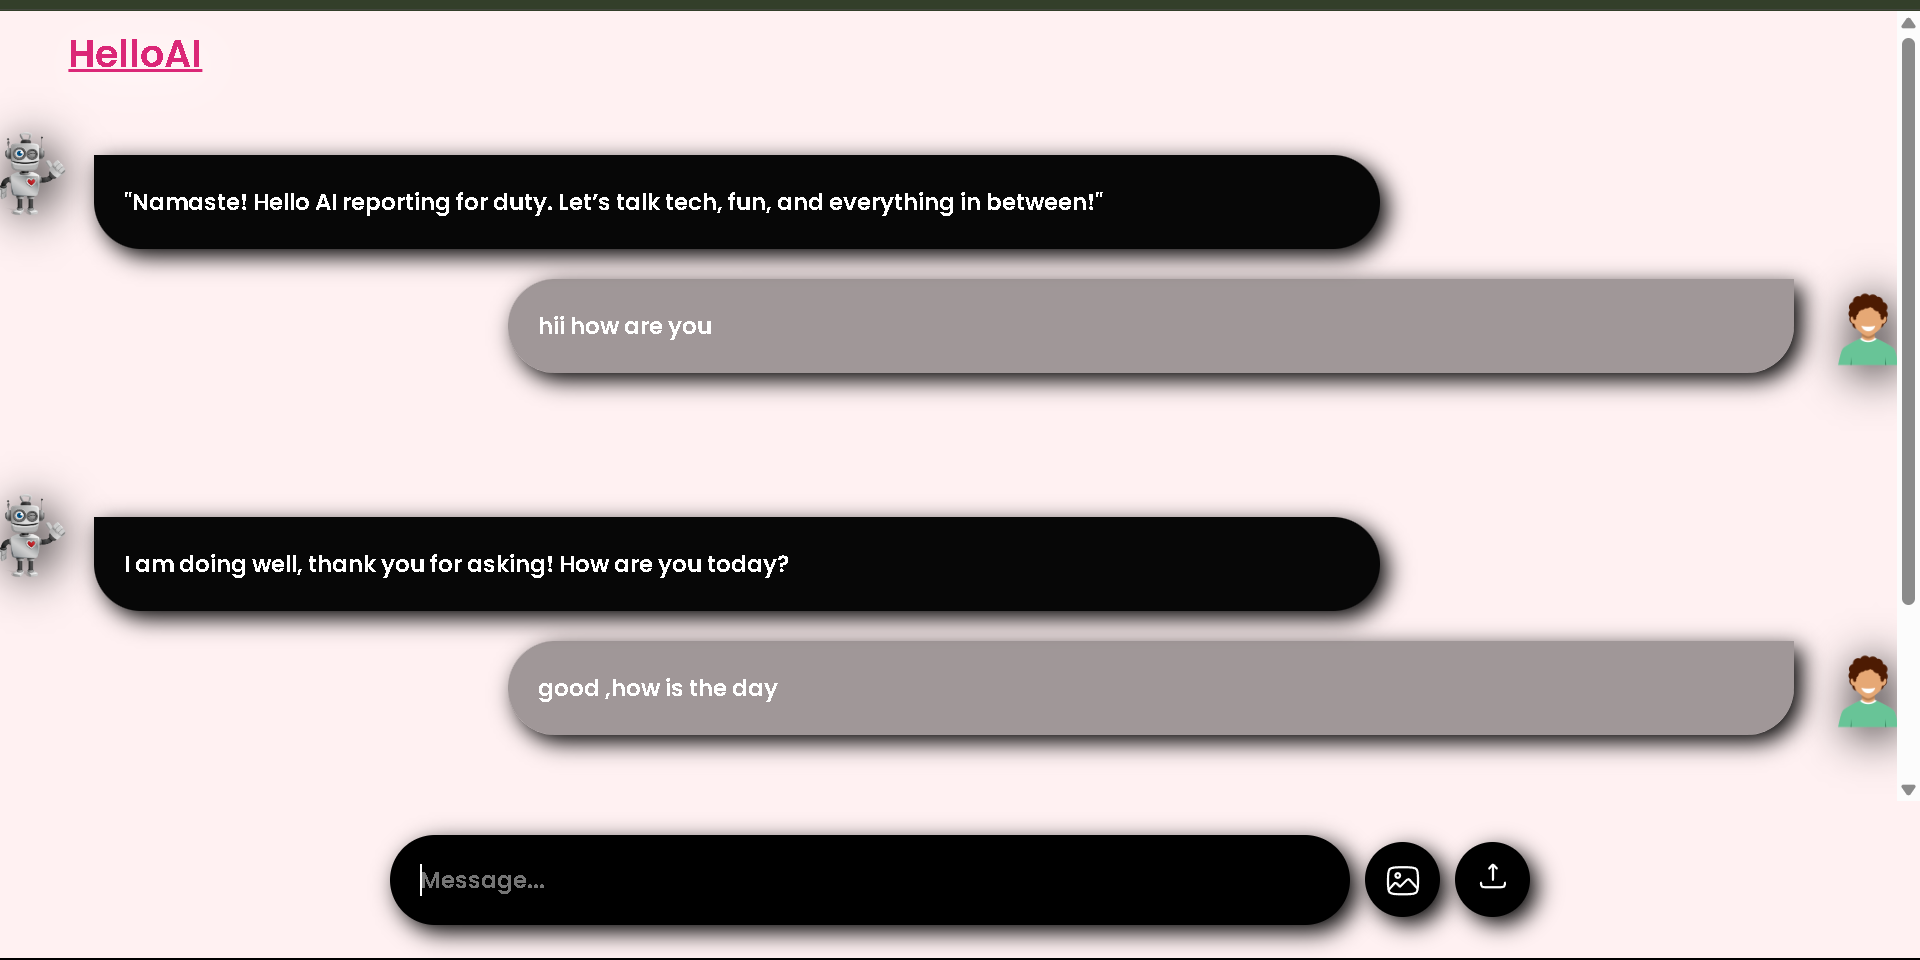 HelloAI
"Namaste! Hello AI reporting for duty. Let’s talk tech, fun, and everything in between!"
hii how are you
I am doing well, thank you for asking! How are you today?
good ,how is the day
Message...